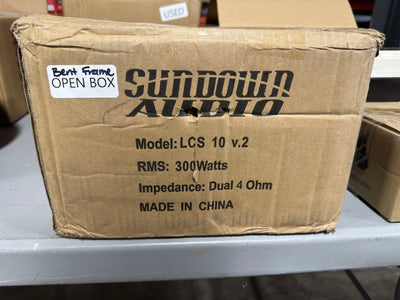 USED
Bent Frame
OPEN BOX
SUNDOWN
AUDIO
Model: LCS 10 v.2
RMS: 300Watts
Impedance: Dual 4 Ohm
MADE IN CHINA
.com